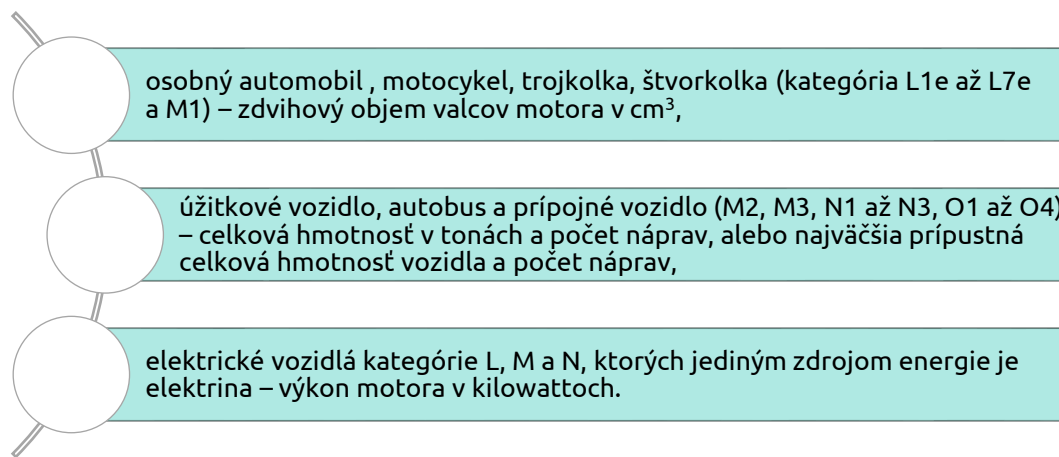 osobný automobil , motocykel, trojkolka, štvorkolka (kategória L1e až L7e
a M1) – zdvihový objem valcov motora v cm³,
úžitkové vozidlo, autobus a prípojné vozidlo (M2, M3, N1 až N3, O1 až O4)
– celková hmotnosť v tonách a počet náprav, alebo najväčšia prípustná
celková hmotnosť vozidla a počet náprav,
elektrické vozidlá kategórie L, M a N, ktorých jediným zdrojom energie je
elektrina – výkon motora v kilowattoch.